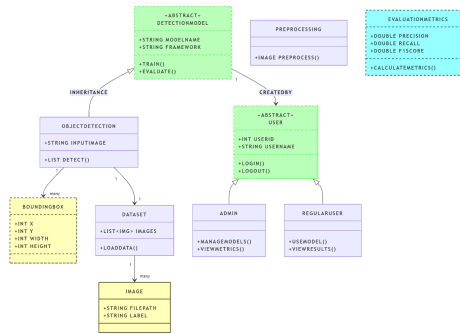 «ABSTRACT»
DETECTIONMODEL
+STRING MODELNAME
+STRING FRAMEWORK
+TRAIN()
+EVALUATE()
PREPROCESSING
+IMAGE PREPROCESS()
EVALUATIONMETRICS
+DOUBLE PRECISION
+DOUBLE RECALL
+DOUBLE F1SCORE
+CALCULATEMETRICS()
1
INHERITANCE
CREATEDBY
1
«ABSTRACT»
USER
+INT USERID
+STRING USERNAME
+LOGIN()
+LOGOUT()
OBJECTDETECTION
+STRING INPUTIMAGE
+LIST DETECT()
1
1
many
1
BOUNDINGBOX
+INT X
+INT Y
+INT WIDTH
+INT HEIGHT
DATASET
+LIST<IMG> IMAGES
+LOADDATA()
ADMIN
+MANAGEMODELS()
+VIEWMETRICS()
REGULARUSER
+USEMODEL()
+VIEWRESULTS()
1
many
IMAGE
+STRING FILEPATH
+STRING LABEL